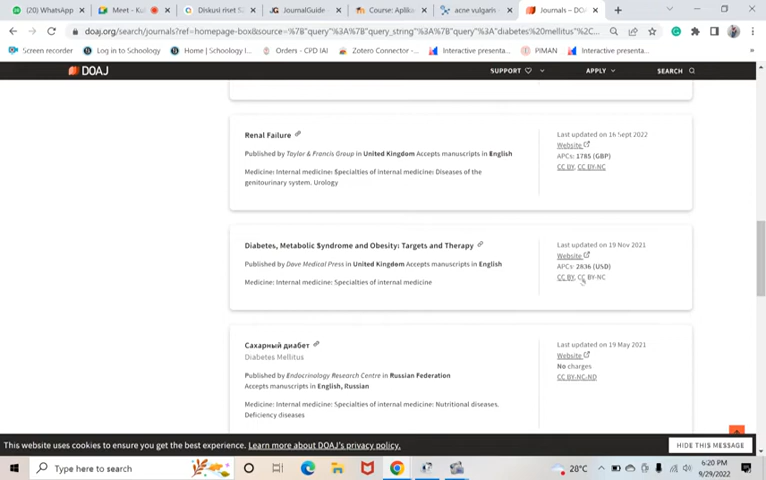 (20) WhatsApp
Meet - Ku
Diskusi riset S
JournalGuide
Course: Aplik
acne vulgaris
Journals – DO
doaj.org/search/journals?ref=homepage-box&source=%7B"query"%3A%7B"query_string"%3A%7B"query"%3A"diabetes%20mellitus"%2C...
Screen recorder
Log in to Schoology
Home | Schoology I...
Orders - CPD IAI
Zotero Connector -...
Interactive presenta...
PIMAN
Interactive presenta...
DOAJ
SUPPORT
APPLY
SEARCH
Renal Failure
Published by Taylor & Francis Group in United Kingdom Accepts manuscripts in English
Medicine: Internal medicine: Specialties of internal medicine: Diseases of the
genitourinary system. Urology
Last updated on 16 Sept 2022
Website
APCs: 1785 (GBP)
CC BY, CC BY-NC
Diabetes, Metabolic Syndrome and Obesity: Targets and Therapy
Published by Dove Medical Press in United Kingdom Accepts manuscripts in English
Medicine: Internal medicine: Specialties of internal medicine
Last updated on 19 Nov 2021
Website
APCs: 2836 (USD)
CC BY, CC BY-NC
Сахарный диабет
Diabetes Mellitus
Published by Endocrinology Research Centre in Russian Federation
Accepts manuscripts in English, Russian
Medicine: Internal medicine: Specialties of internal medicine: Nutritional diseases.
Deficiency diseases
Last updated on 19 May 2021
Website
No charges
CC BY-NC-ND
This website uses cookies to ensure you get the best experience. Learn more about DOAJ's privacy policy.
HIDE THIS MESSAGE
Type here to search
28°C
6:20 PM
9/29/2022